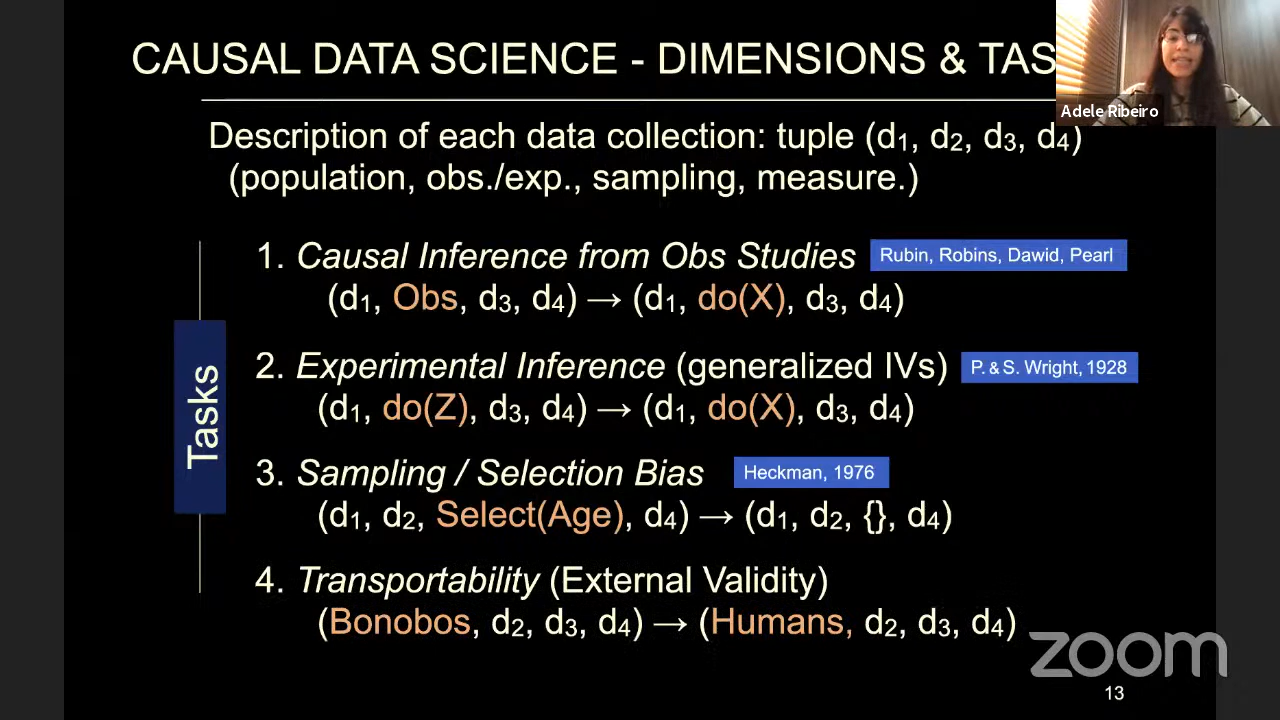 CAUSAL DATA SCIENCE - DIMENSIONS & TAS
Adele Ribeiro
Description of each data collection: tuple (d₁, d₂, d₃, d₄)
(population, obs./exp., sampling, measure.)
Tasks
1. Causal Inference from Obs Studies Rubin, Robins, Dawid, Pearl
(d₁, Obs, d₃, d₄) → (d₁, do(X), d₃, d₄)
2. Experimental Inference (generalized IVs) P. & S. Wright, 1928
(d₁, do(Z), d₃, d₄) → (d₁, do(X), d₃, d₄)
3. Sampling / Selection Bias Heckman, 1976
(d₁, d₂, Select(Age), d₄) → (d₁, d₂, {}, d₄)
4. Transportability (External Validity)
(Bonobos, d₂, d₃, d₄) → (Humans, d₂, d₃, d₄)
zoom
13